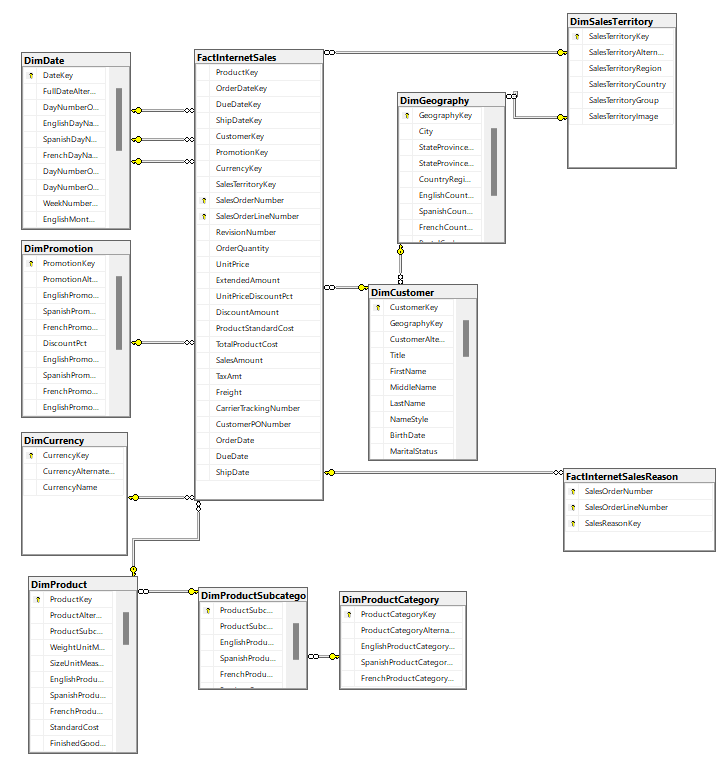 DimDate
DateKey
FullDateAlter...
DayNumberO...
EnglishDayNa...
SpanishDayN...
FrenchDayNa...
DayNumberO...
DayNumberO...
WeekNumber...
EnglishMont...
DimPromotion
PromotionKey
PromotionAlt...
EnglishPromo...
SpanishProm...
FrenchPromo...
DiscountPct
EnglishPromo...
SpanishProm...
FrenchPromo...
EnglishPromo...
DimCurrency
CurrencyKey
CurrencyAlternate...
CurrencyName
FactInternetSales
ProductKey
OrderDateKey
DueDateKey
ShipDateKey
CustomerKey
PromotionKey
CurrencyKey
SalesTerritoryKey
SalesOrderNumber
SalesOrderLineNumber
RevisionNumber
OrderQuantity
UnitPrice
ExtendedAmount
UnitPriceDiscountPct
DiscountAmount
ProductStandardCost
TotalProductCost
SalesAmount
TaxAmt
Freight
CarrierTrackingNumber
CustomerPONumber
OrderDate
DueDate
ShipDate
DimSalesTerritory
SalesTerritoryKey
SalesTerritoryAltern...
SalesTerritoryRegion
SalesTerritoryCountry
SalesTerritoryGroup
SalesTerritoryImage
DimGeography
GeographyKey
City
StateProvince...
StateProvince...
CountryRegi...
EnglishCount...
SpanishCoun...
FrenchCount...
DimCustomer
CustomerKey
GeographyKey
CustomerAlte...
Title
FirstName
MiddleName
LastName
NameStyle
BirthDate
MaritalStatus
FactInternetSalesReason
SalesOrderNumber
SalesOrderLineNumber
SalesReasonKey
DimProduct
ProductKey
ProductAlter...
ProductSubc...
WeightUnitM...
SizeUnitMeas...
EnglishProdu...
SpanishProdu...
FrenchProdu...
StandardCost
FinishedGood...
DimProductSubcatego
ProductSubc...
ProductSubc...
EnglishProdu...
SpanishProdu...
FrenchProdu...
DimProductCategory
ProductCategoryKey
ProductCategoryAlterna...
EnglishProductCategory...
SpanishProductCategor...
FrenchProductCategory...